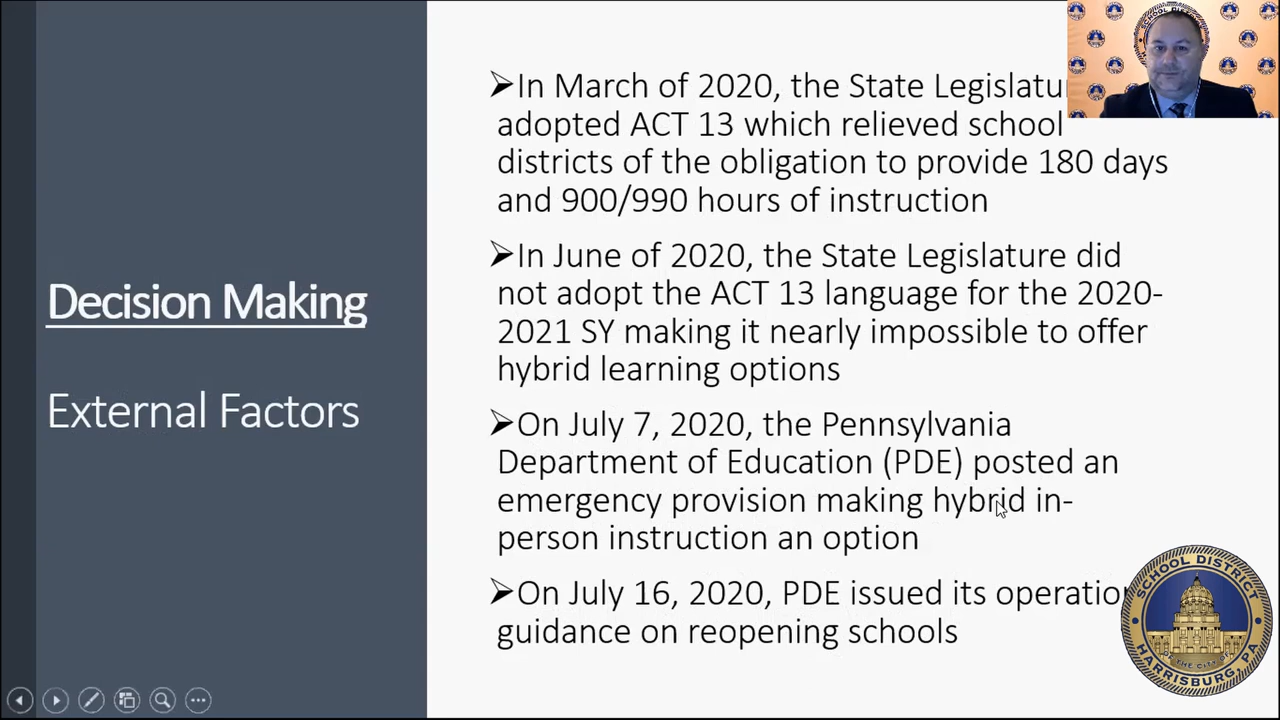 Decision Making
External Factors
➢In March of 2020, the State Legislatu
adopted ACT 13 which relieved school
districts of the obligation to provide 180 days
and 900/990 hours of instruction
➢In June of 2020, the State Legislature did
not adopt the ACT 13 language for the 2020-
2021 SY making it nearly impossible to offer
hybrid learning options
➢On July 7, 2020, the Pennsylvania
Department of Education (PDE) posted an
emergency provision making hybrid in-
person instruction an option
➢On July 16, 2020, PDE issued its operation
guidance on reopening schools
SCHOOL DISTRICT
OF THE CITY OF
HARRISBURG, PA